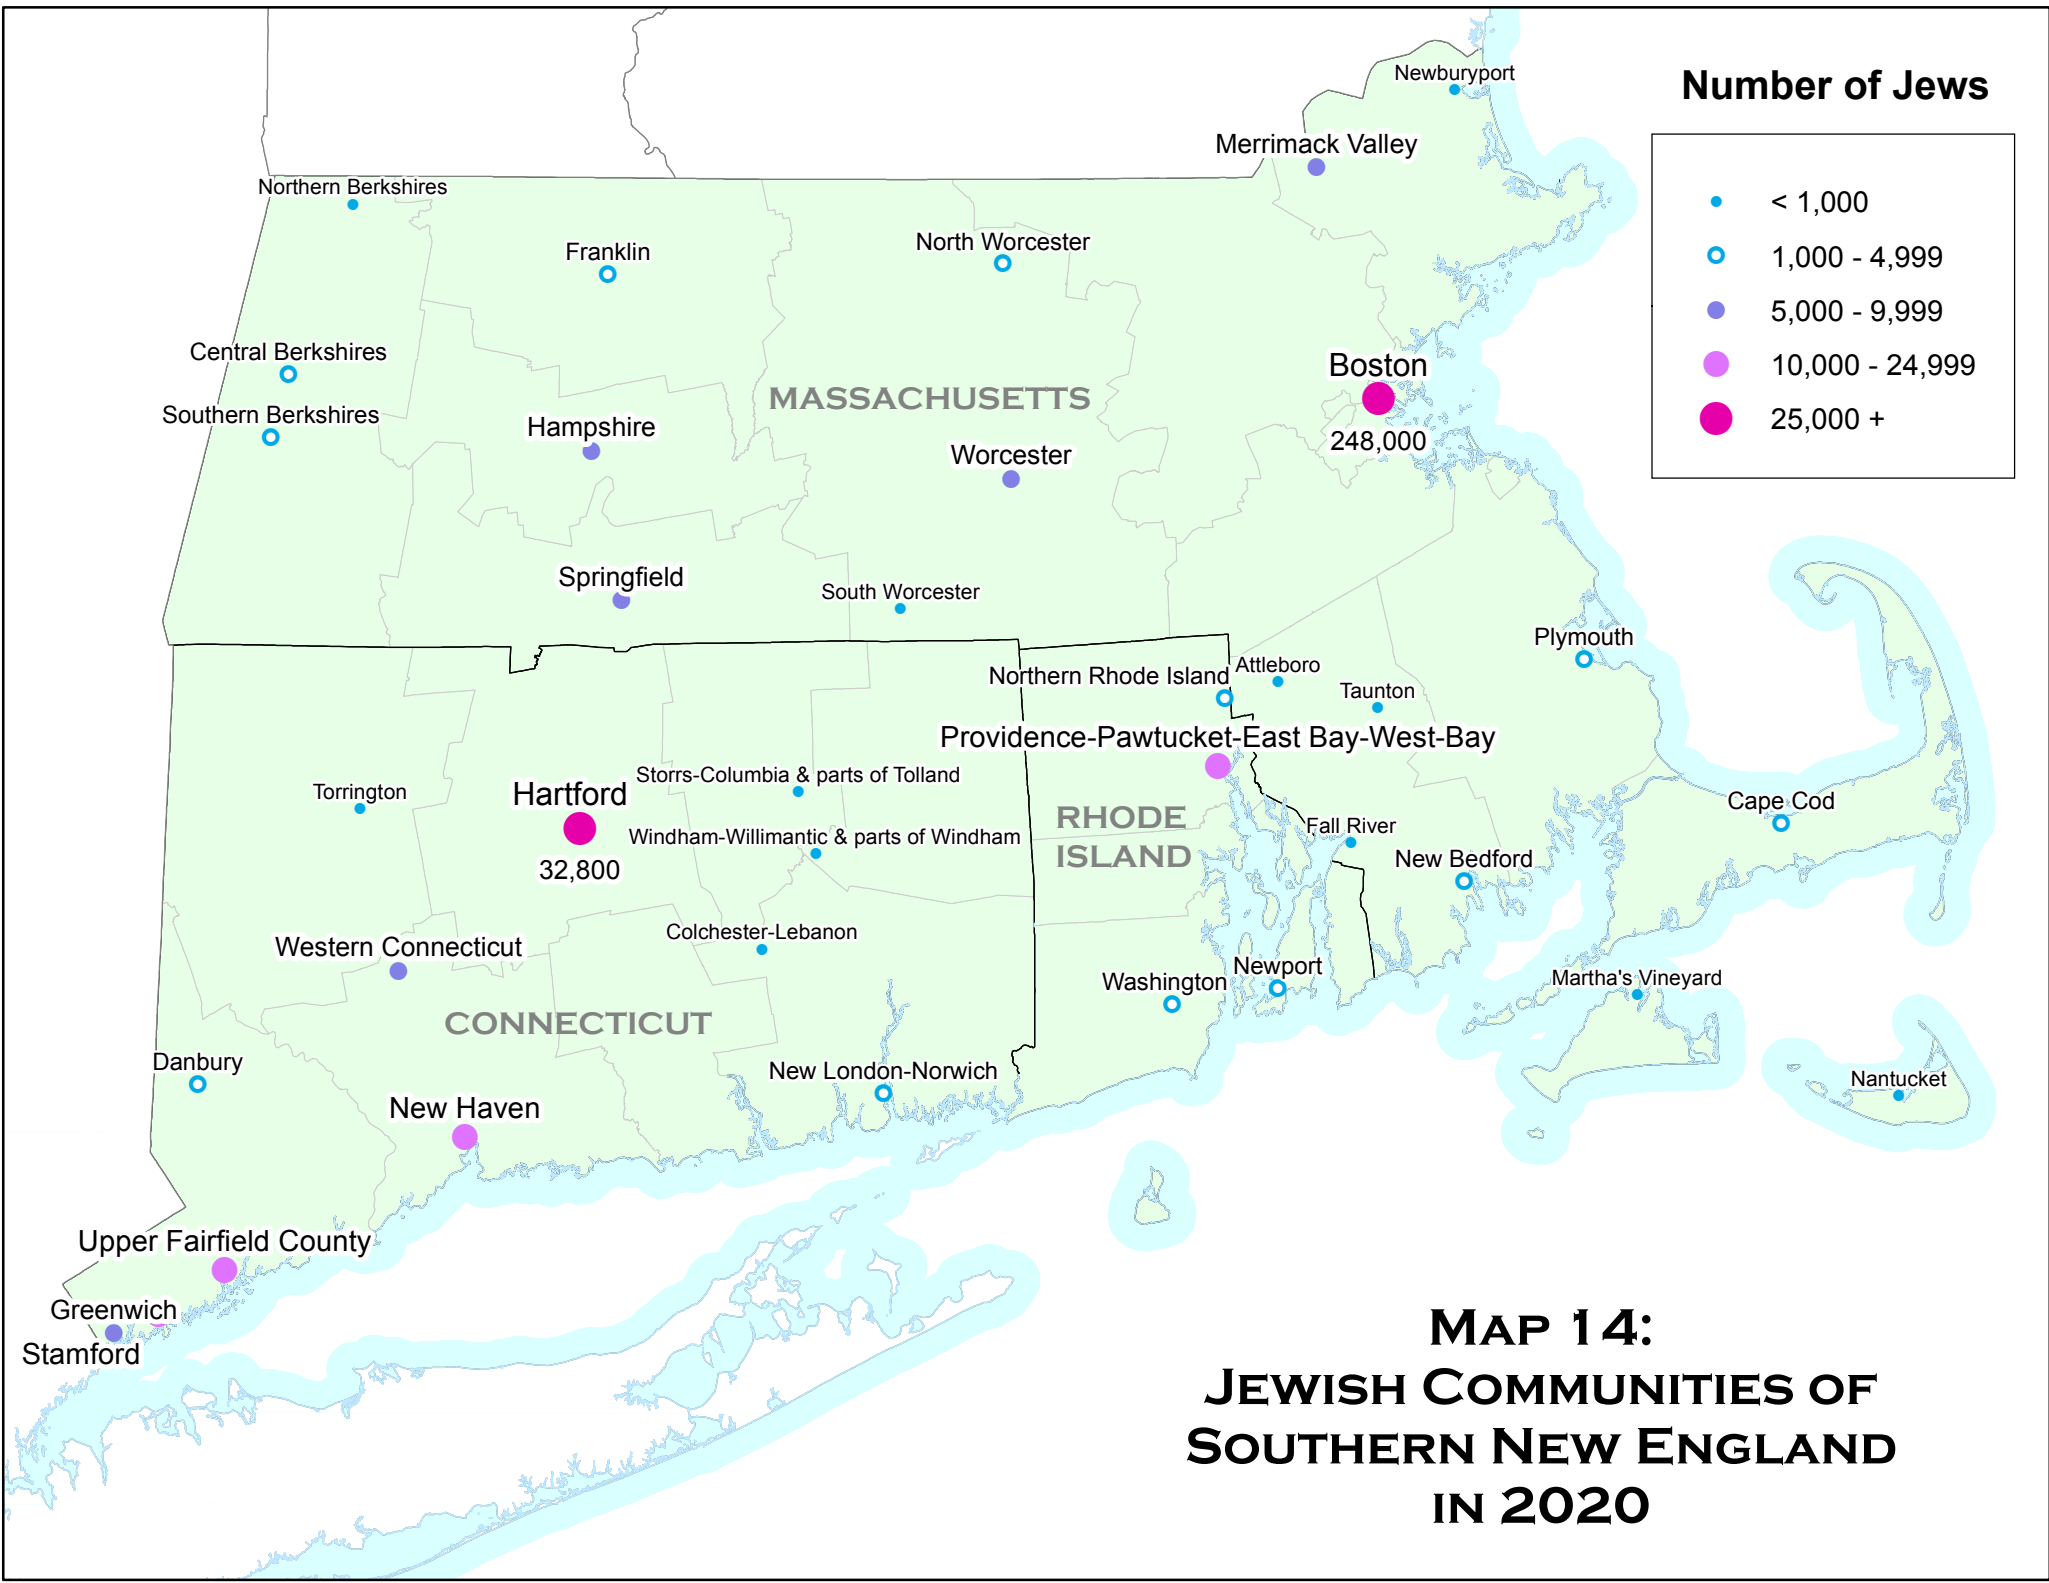 Newburyport
Number of Jews
Merrimack Valley
< 1,000
1,000 - 4,999
5,000 - 9,999
10,000 - 24,999
25,000 +
Northern Berkshires
Franklin
North Worcester
Central Berkshires
Boston
248,000
MASSACHUSETTS
Southern Berkshires
Hampshire
Worcester
Springfield
South Worcester
Plymouth
Northern Rhode Island
Attleboro
Taunton
Providence-Pawtucket-East Bay-West-Bay
Torrington
Hartford
32,800
Storrs-Columbia & parts of Tolland
Windham-Willimantic & parts of Windham
RHODE
ISLAND
Cape Cod
Fall River
New Bedford
Western Connecticut
Colchester-Lebanon
Washington
Newport
Martha's Vineyard
CONNECTICUT
Danbury
New London-Norwich
Nantucket
New Haven
Upper Fairfield County
Greenwich
Stamford
MAP 14:
JEWISH COMMUNITIES OF
SOUTHERN NEW ENGLAND
IN 2020